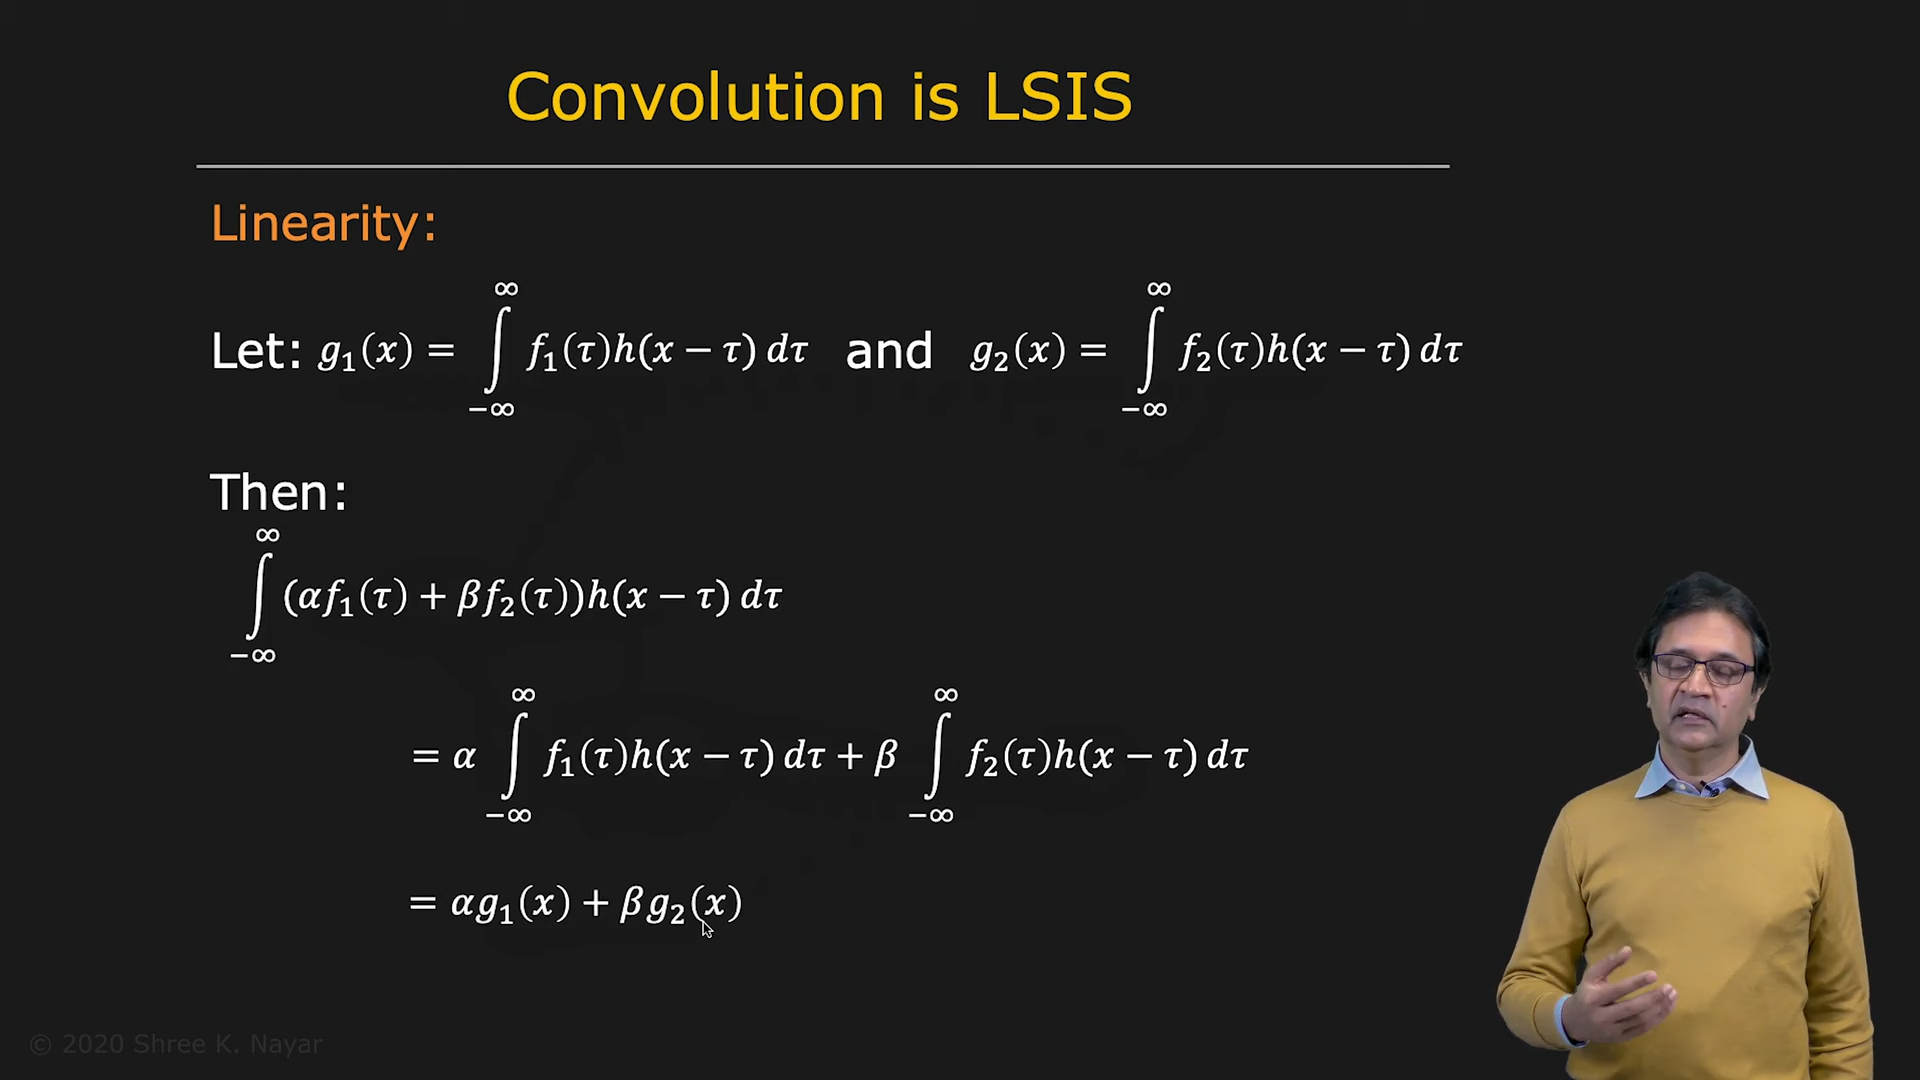 Convolution is LSIS
Linearity:
Let: g₁(x) = ∫_{−∞}^{∞} f₁(τ)h(x − τ) dτ and g₂(x) = ∫_{−∞}^{∞} f₂(τ)h(x − τ) dτ
Then:
∫_{−∞}^{∞} (αf₁(τ) + βf₂(τ))h(x − τ) dτ
= α ∫_{−∞}^{∞} f₁(τ)h(x − τ) dτ + β ∫_{−∞}^{∞} f₂(τ)h(x − τ) dτ
= αg₁(x) + βg₂(x)
© 2020 Shree K. Nayar